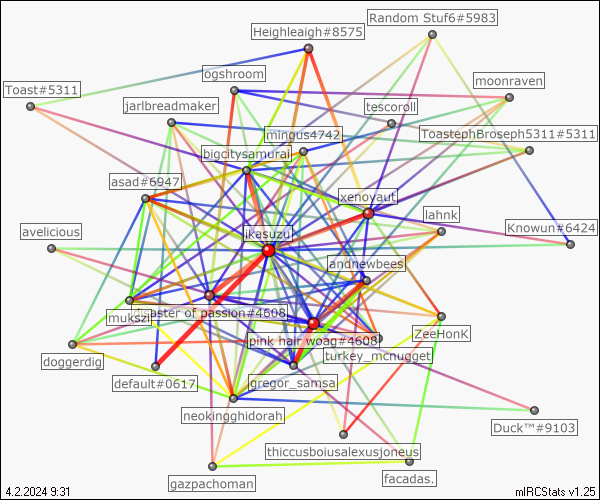 Random Stuf6#5983
Heighleaigh#8575
ogshroom
moonraven
Toast#5311
jarlbreadmaker
tescoroll
mingus4742
ToastephBroseph5311#5311
bigcitysamurai
asad#6947
xenoyaut
lahnk
avelicious
ikasuzu
Knowun#6424
andnewbees
mukszi
aster of passion#4608
pink hair woag#4608
ZeeHonK
doggerdig
turkey_mcnugget
default#0617
gregor_samsa
neokingghidorah
Duck™#9103
thiccusboiusalexusjoneus
gazpachoman
facadas.
4.2.2024 9:31
mIRCStats v1.25